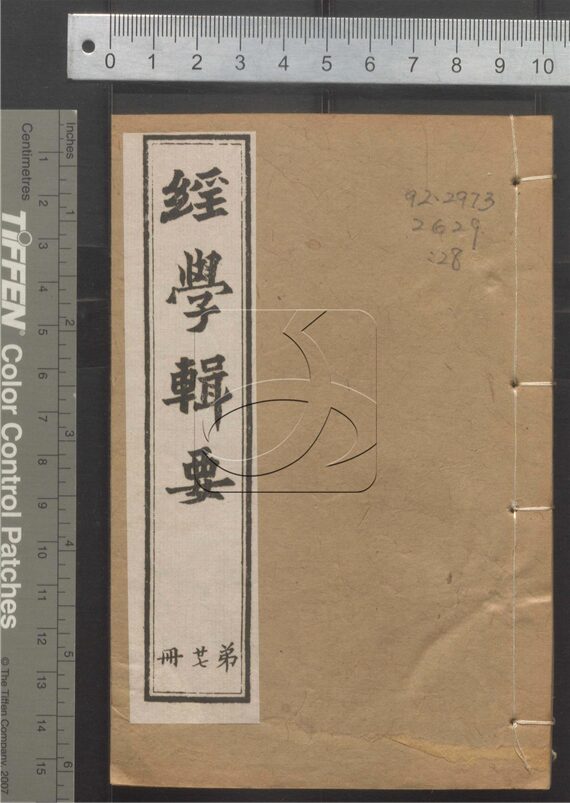 0 1 2 3 4 5 6 7 8 9 10
經學輯要
弟廿七冊
92.2973
2629
:28
Centimetres
Inches
1 2 3 4 5 6 7 8 9 10 11 12 13 14 15
1 2 3 4 5 6
TIFFEN® Color Control Patches
© The Tiffen Company, 2007